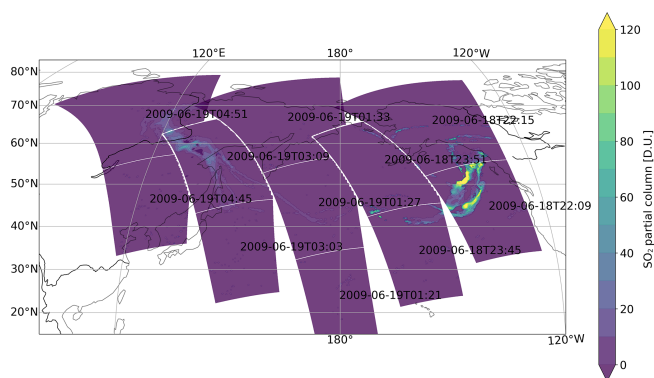 120°E 180° 120°W
80°N
70°N
60°N
50°N
40°N
30°N
20°N
2009-06-19T04:51
2009-06-19T01:33
2009-06-18T22:15
2009-06-19T03:09
2009-06-18T23:51
2009-06-19T04:45
2009-06-19T01:27
2009-06-18T22:09
2009-06-19T03:03
2009-06-18T23:45
2009-06-19T01:21
180° 120°W
120
100
80
60
40
20
0
SO₂ partial column [D.U.]